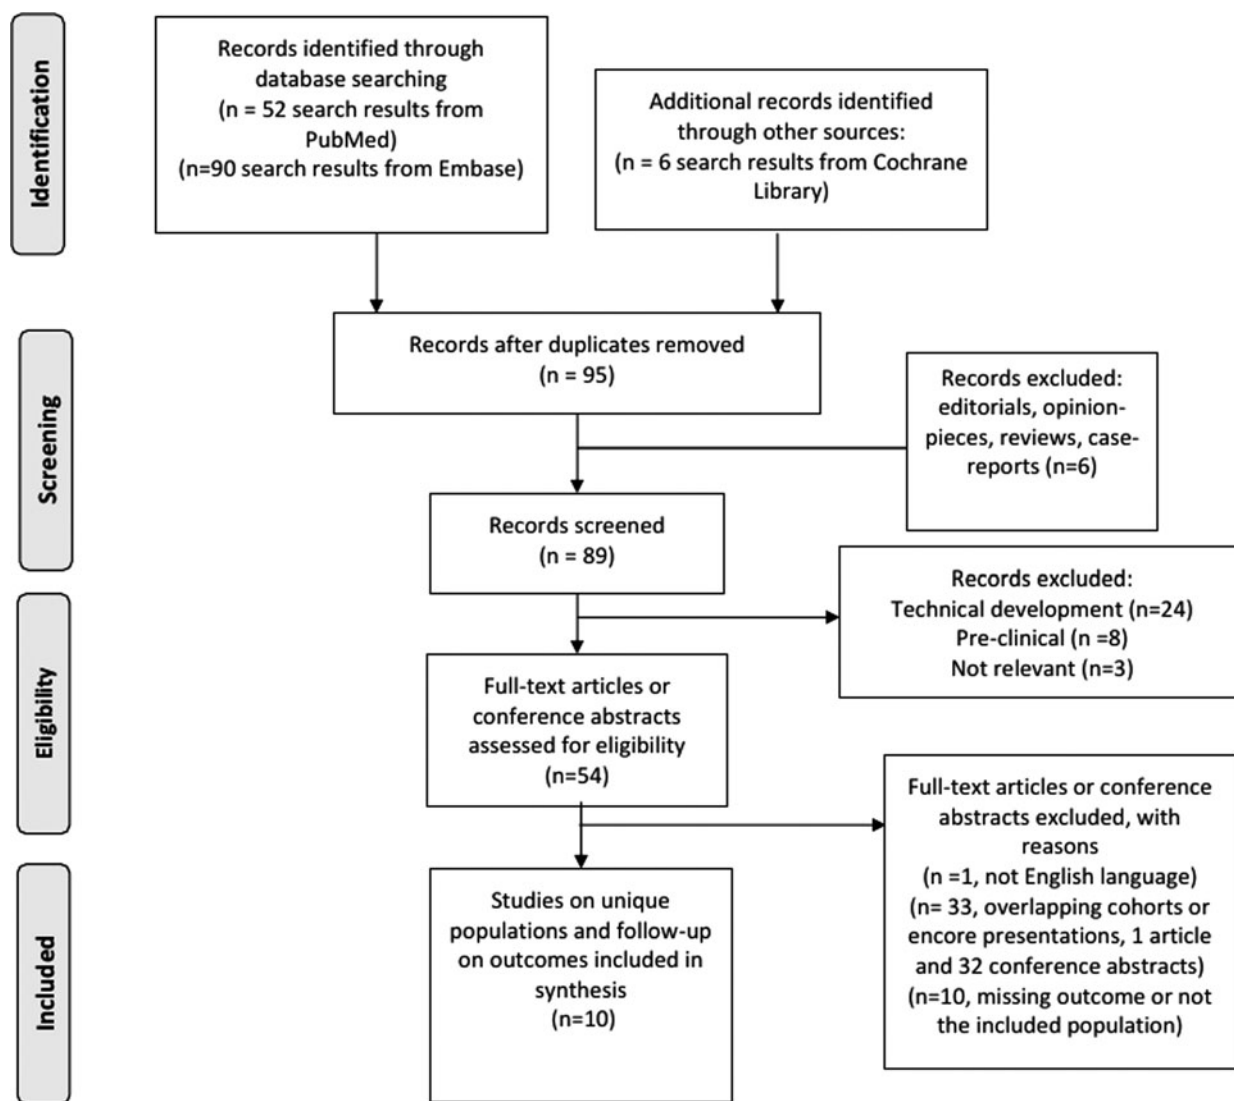 Identification
Records identified through
database searching
(n = 52 search results from
PubMed)
(n=90 search results from Embase)
Additional records identified
through other sources:
(n = 6 search results from Cochrane
Library)
Screening
Records after duplicates removed
(n = 95)
Records excluded:
editorials, opinion-
pieces, reviews, case-
reports (n=6)
Records screened
(n = 89)
Records excluded:
Technical development (n=24)
Pre-clinical (n =8)
Not relevant (n=3)
Eligibility
Full-text articles or
conference abstracts
assessed for eligibility
(n=54)
Full-text articles or conference
abstracts excluded, with
reasons
(n =1, not English language)
(n= 33, overlapping cohorts or
encore presentations, 1 article
and 32 conference abstracts)
(n=10, missing outcome or not
the included population)
Included
Studies on unique
populations and follow-up
on outcomes included in
synthesis
(n=10)